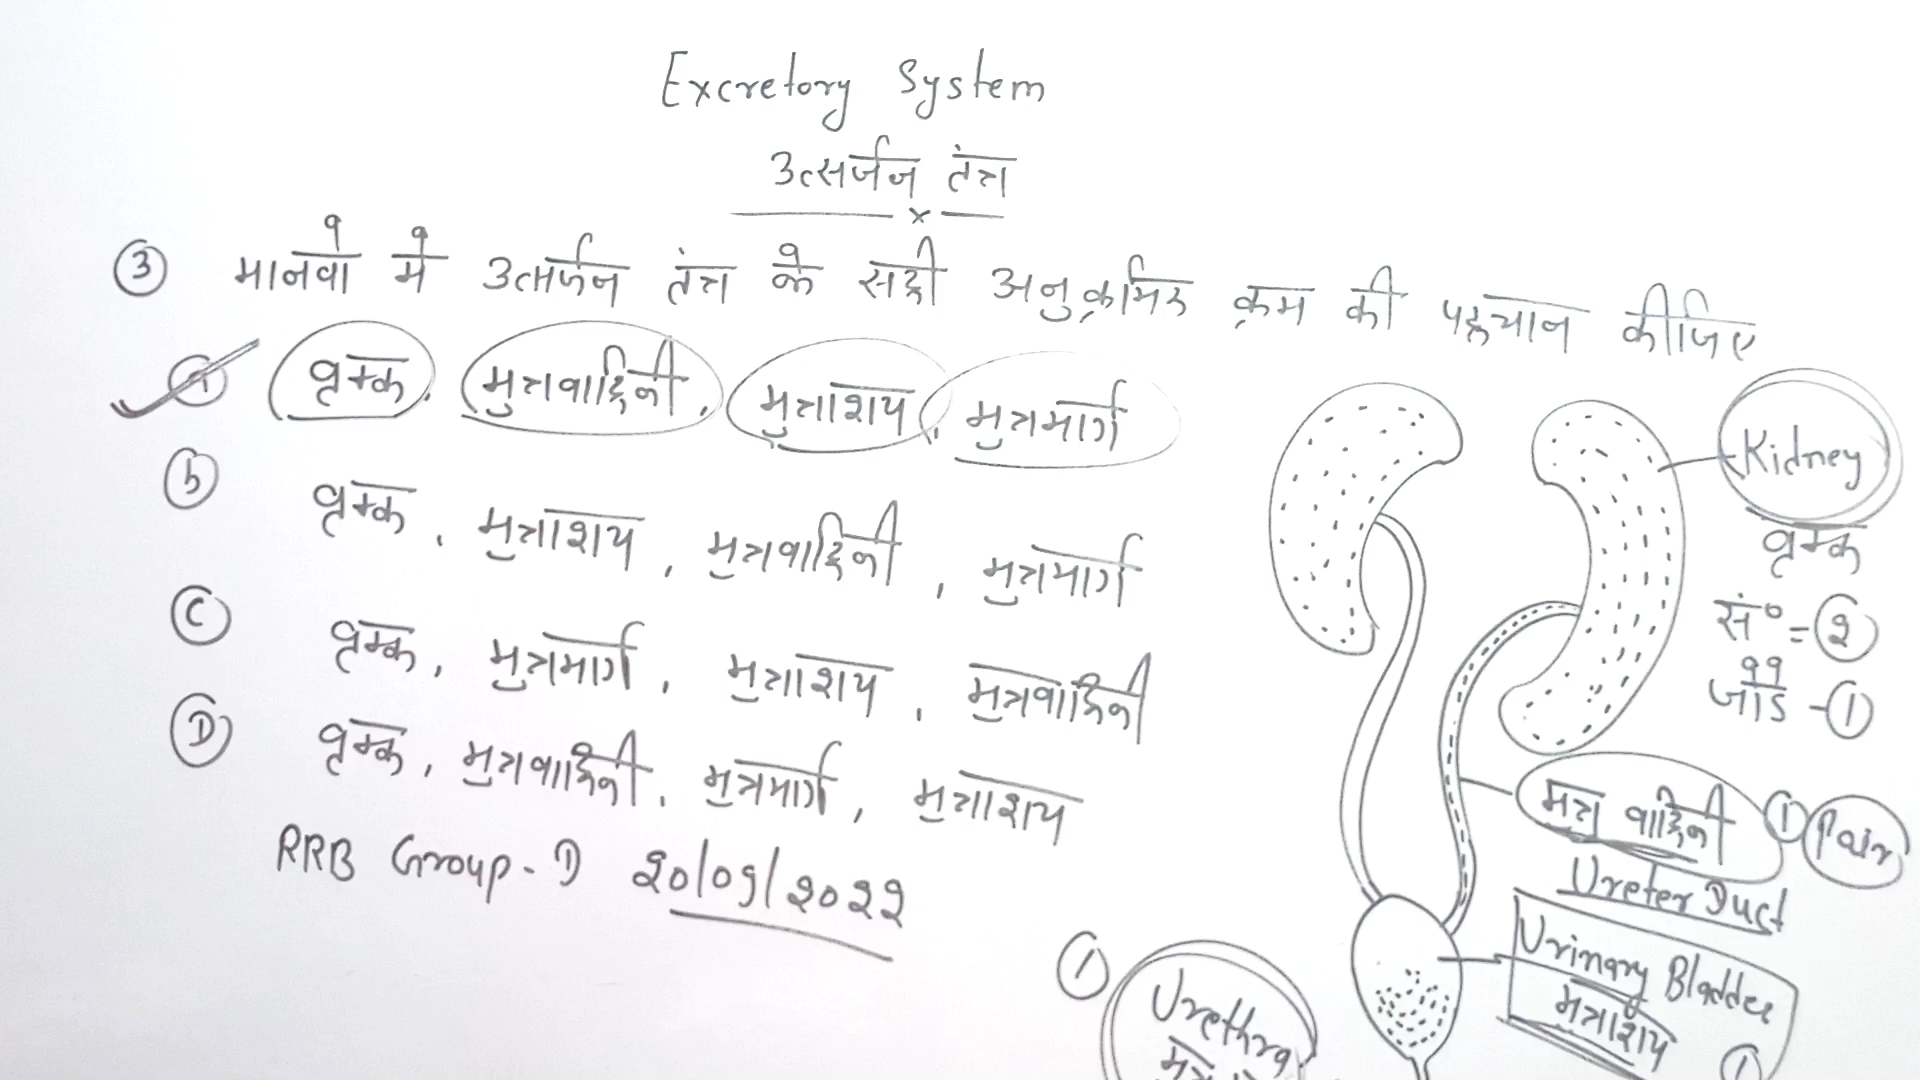 Excretory System
उत्सर्जन तंत्र
x
③ मानवो मे उत्सर्जन तंत्र के सही अनुक्रमिक क्रम की पहचान कीजिए
a वृक्क, मुत्रवाहिनी, मुत्राशय, मुत्रमार्ग
b वृक्क, मुत्राशय, मुत्रवाहिनी, मुत्रमार्ग
C वृक्क, मुत्रमार्ग, मुत्राशय, मुत्रवाहिनी
D वृक्क, मुत्रवाहिनी, मुत्रमार्ग, मुत्राशय
RRB Group-D 20/09/2022
Kidney
वृक्क
सं० = 2
जोड़ - ①
मुत्र वाहिनी ① Pair
Ureter Duct
Urinary Bladder
मुत्राशय ①
① Urethra